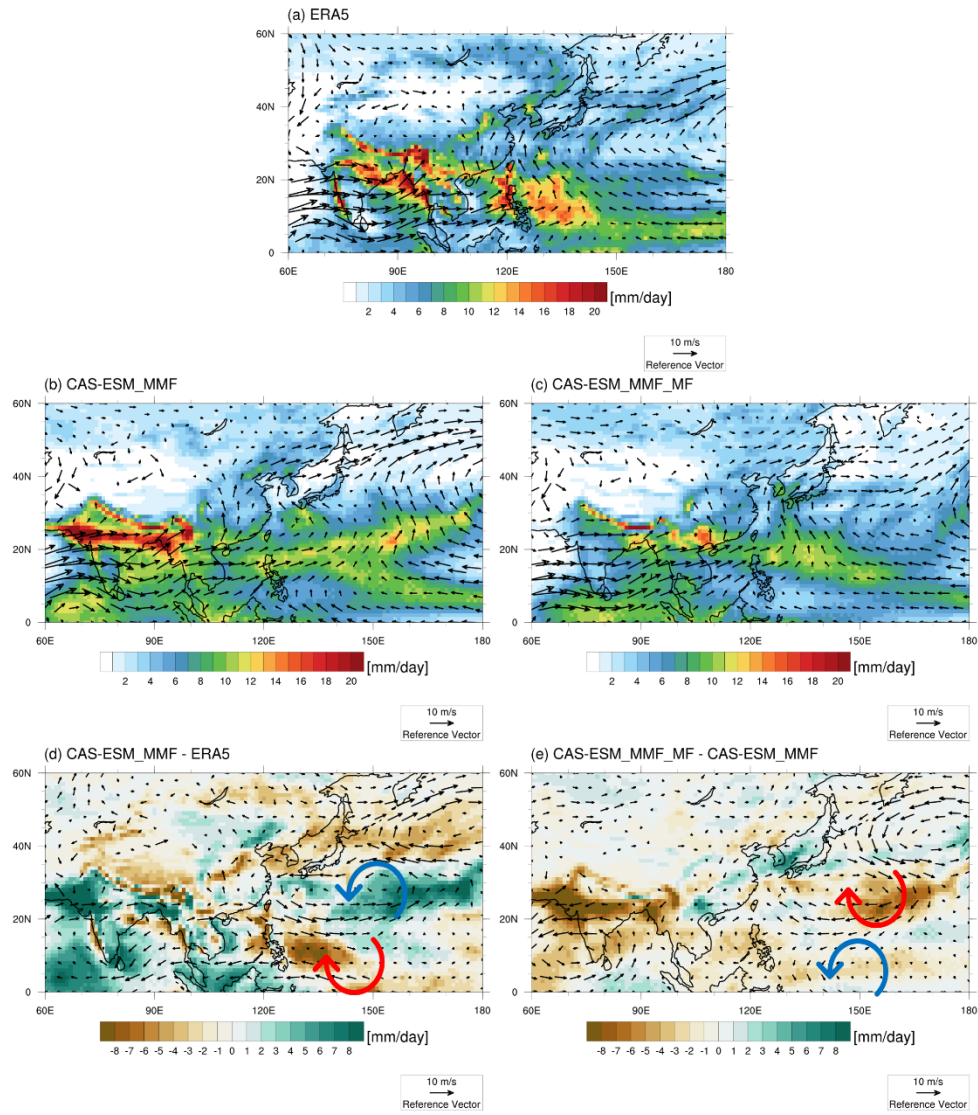 (a) ERA5
60N
40N
20N
0
60E 90E 120E 150E 180
2 4 6 8 10 12 14 16 18 20 [mm/day]
10 m/s
Reference Vector
(b) CAS-ESM_MMF
60N
40N
20N
0
60E 90E 120E 150E 180
2 4 6 8 10 12 14 16 18 20 [mm/day]
10 m/s
Reference Vector
(c) CAS-ESM_MMF_MF
60N
40N
20N
0
60E 90E 120E 150E 180
2 4 6 8 10 12 14 16 18 20 [mm/day]
10 m/s
Reference Vector
(d) CAS-ESM_MMF - ERA5
60N
40N
20N
0
60E 90E 120E 150E 180
-8 -7 -6 -5 -4 -3 -2 -1 0 1 2 3 4 5 6 7 8 [mm/day]
10 m/s
Reference Vector
(e) CAS-ESM_MMF_MF - CAS-ESM_MMF
60N
40N
20N
0
60E 90E 120E 150E 180
-8 -7 -6 -5 -4 -3 -2 -1 0 1 2 3 4 5 6 7 8 [mm/day]
10 m/s
Reference Vector